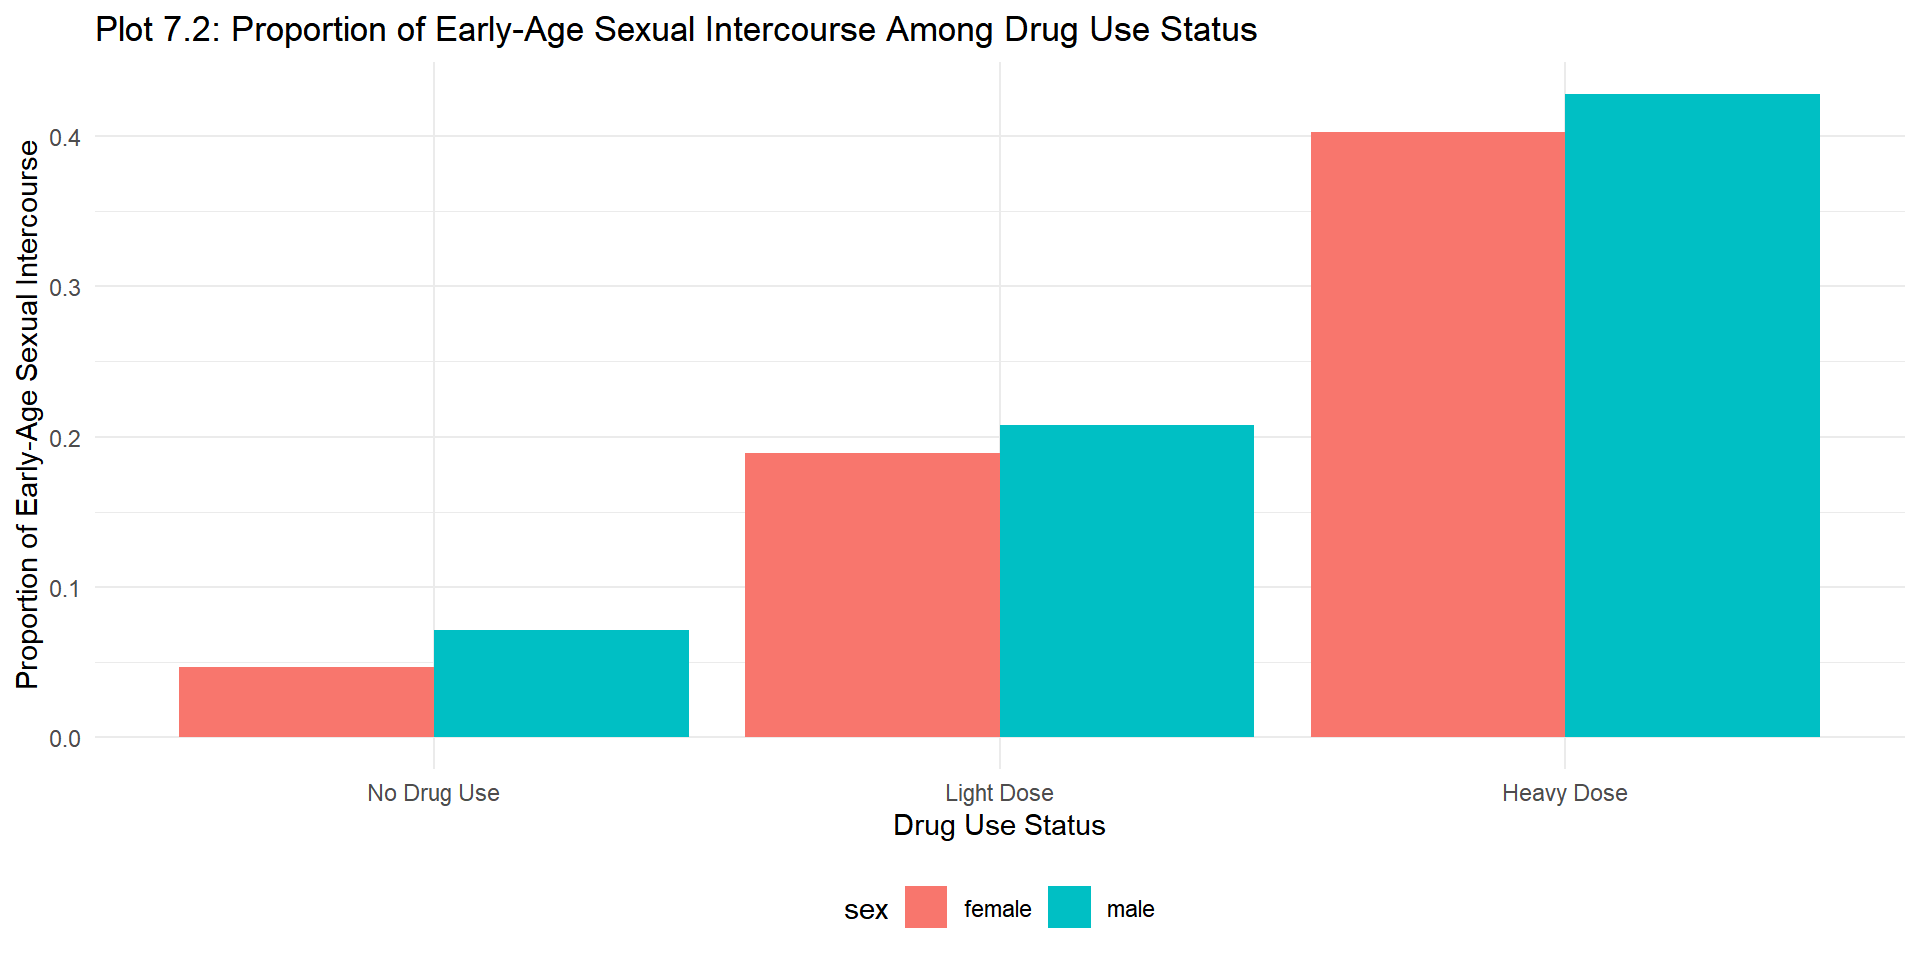 Plot 7.2: Proportion of Early-Age Sexual Intercourse Among Drug Use Status
Proportion of Early-Age Sexual Intercourse
0.4
0.3
0.2
0.1
0.0
No Drug Use
Light Dose
Heavy Dose
Drug Use Status
sex
female
male